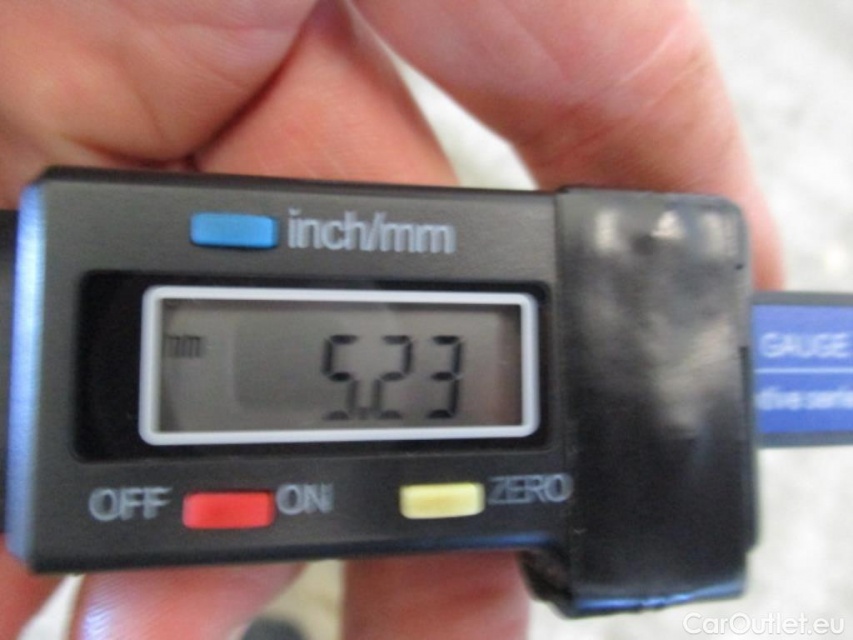 inch/mm
mm
5.23
OFF ON ZERO
GAUGE
CarOutlet.eu